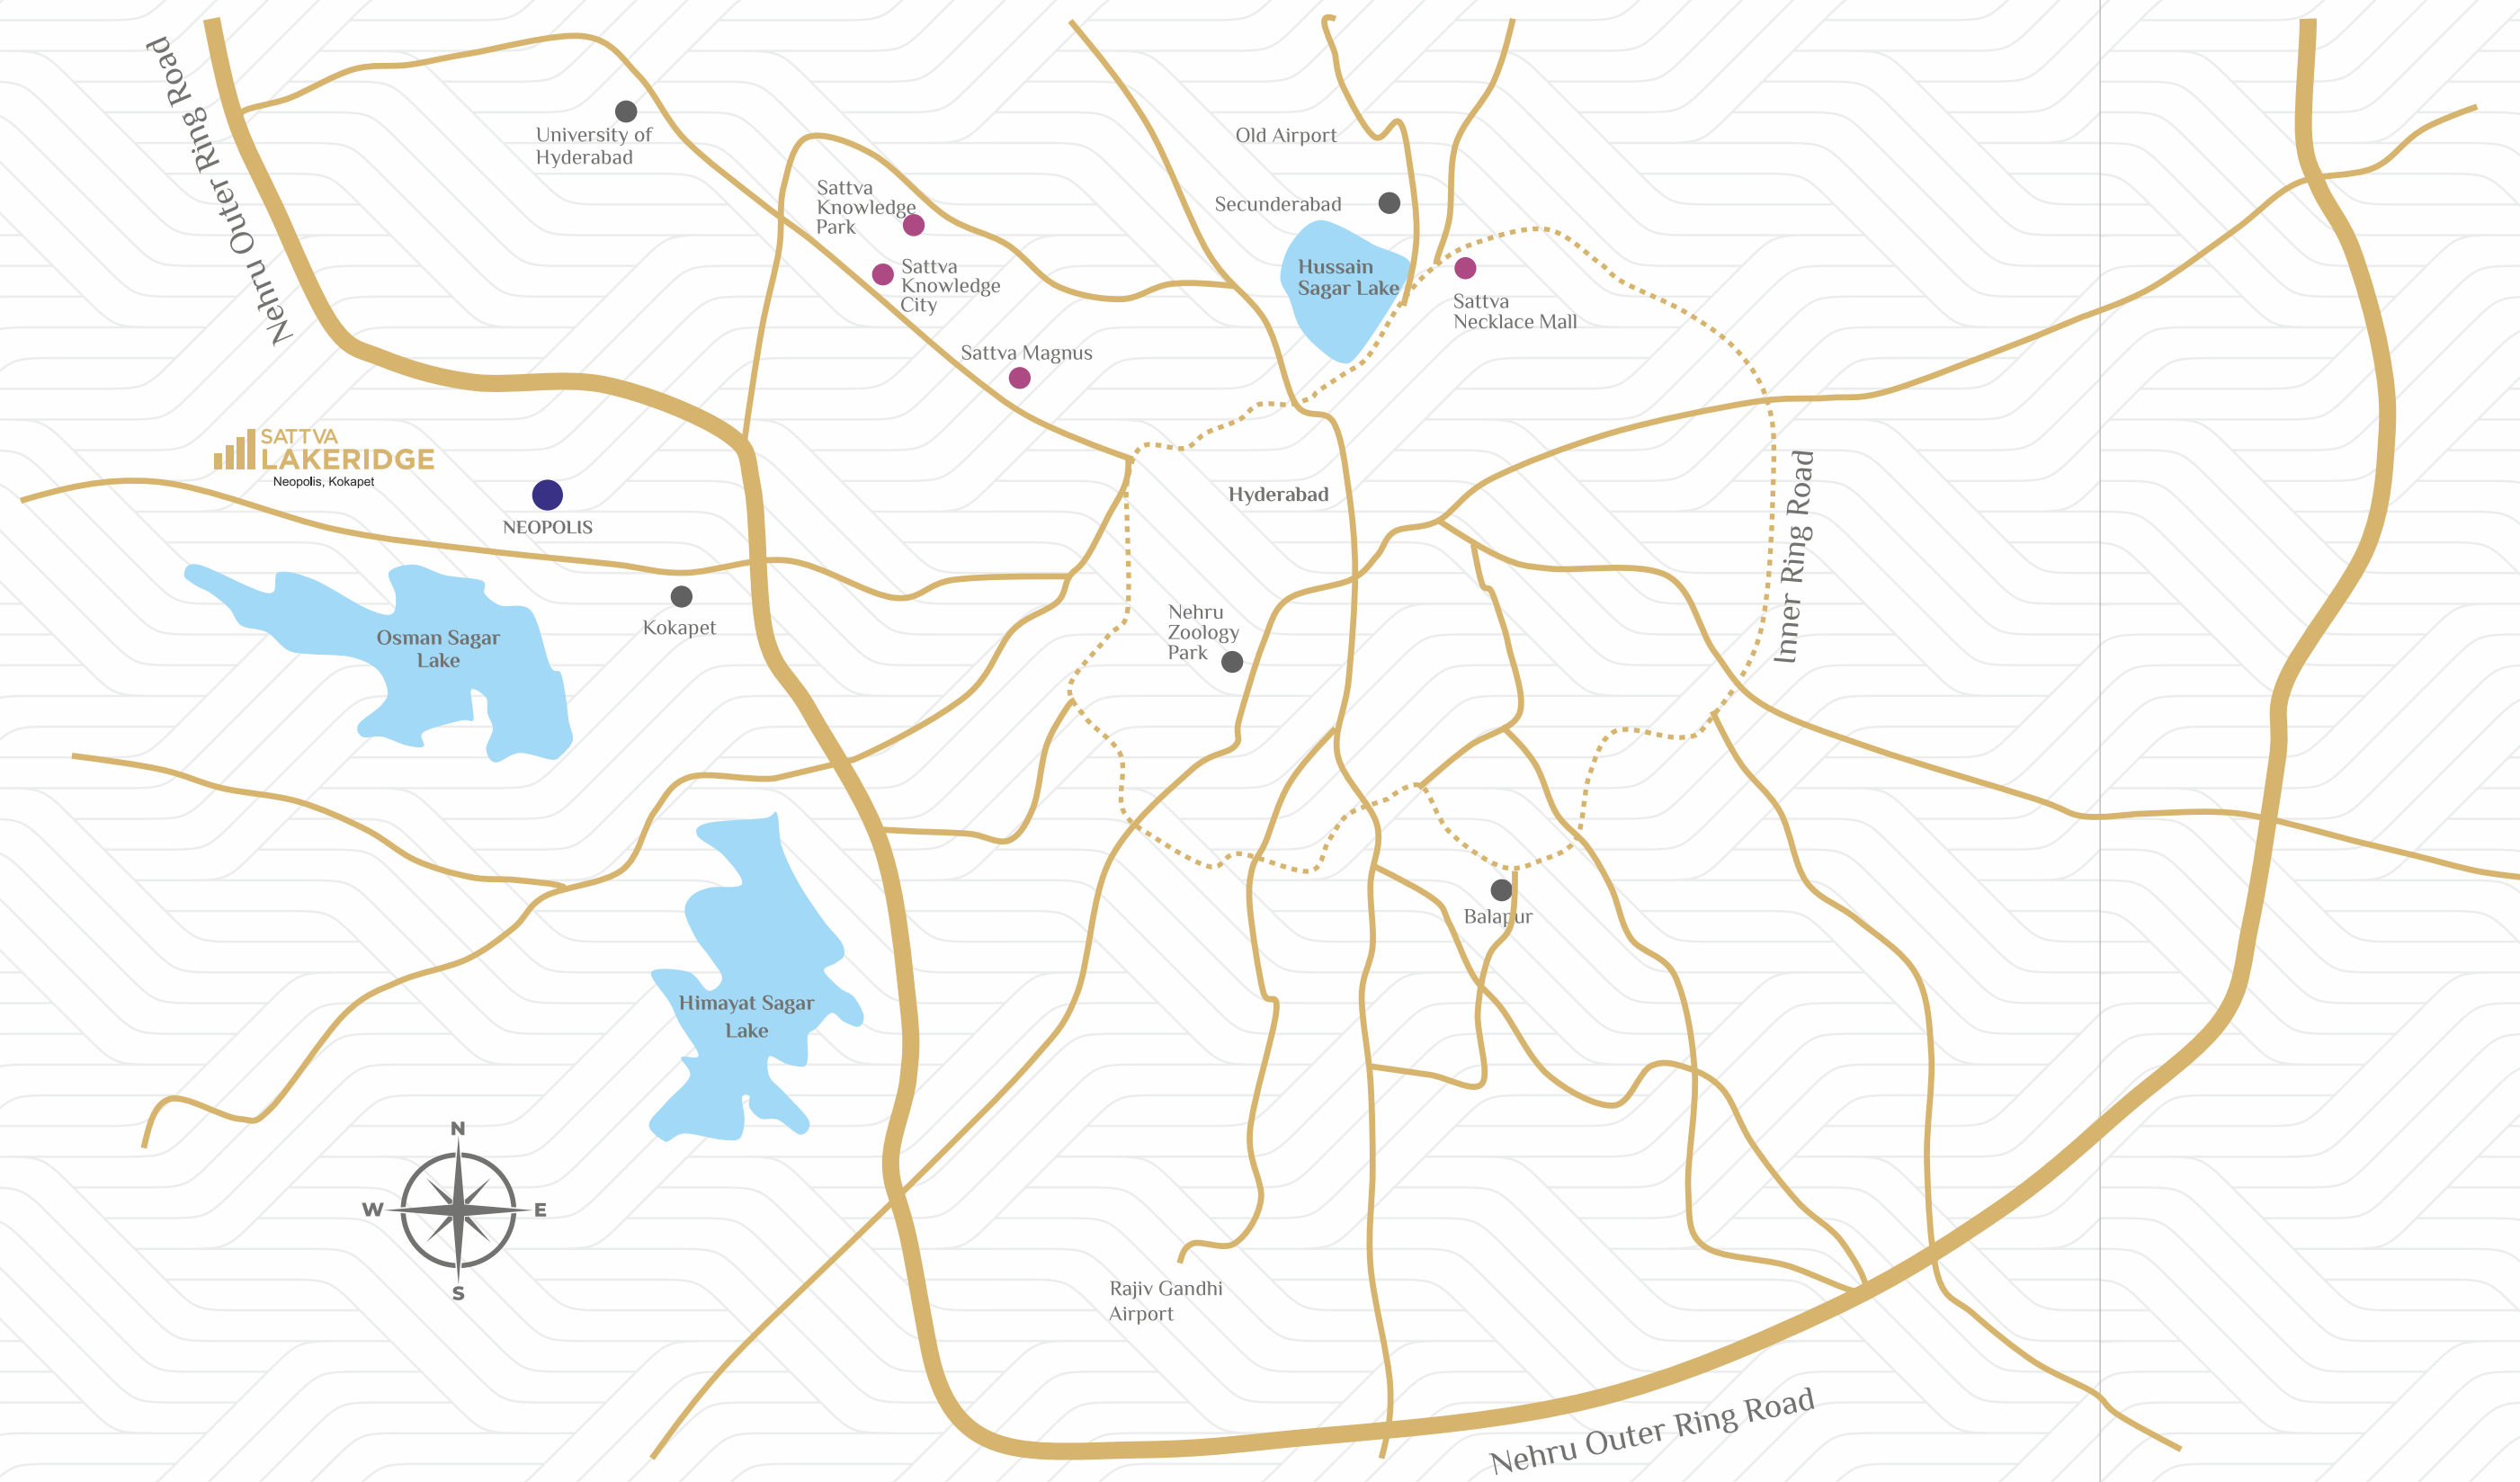 Nehru Outer Ring Road
University of
Hyderabad
Old Airport
Sattva
Knowledge
Park
Secunderabad
Sattva
Knowledge
City
Hussain
Sagar Lake
Sattva
Necklace Mall
Sattva Magnus
SATTVA
LAKERIDGE
Neopolis, Kokapet
NEOPOLIS
Hyderabad
Inner Ring Road
Kokapet
Osman Sagar
Lake
Nehru
Zoology
Park
Balapur
Himayat Sagar
Lake
N
W
E
S
Rajiv Gandhi
Airport
Nehru Outer Ring Road